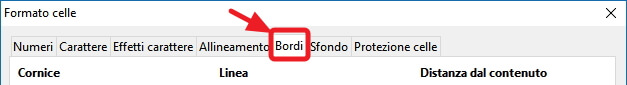 Formato celle
Numeri Carattere Effetti carattere Allineamento Bordi Sfondo Protezione celle
Cornice Linea Distanza dal contenuto